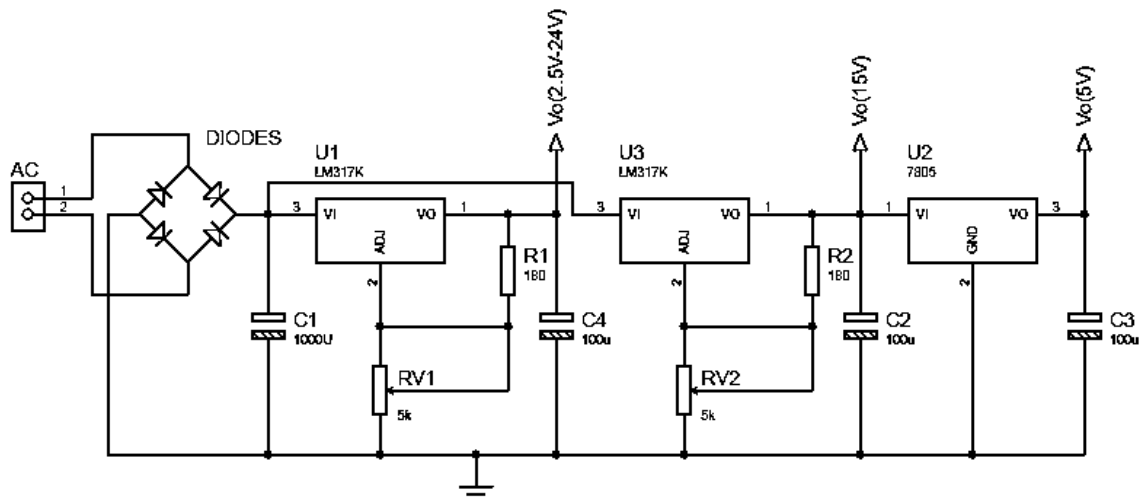 Vo(2.5V-24V)
Vo(15V)
Vo(5V)
DIODES
AC
1
2
U1
LM317K
3
VI
VO
1
ADJ
2
R1
180
U3
LM317K
3
VI
VO
1
ADJ
2
R2
180
U2
7805
1
VI
VO
3
GND
2
C1
1000U
C4
100u
C2
100u
C3
100u
RV1
5k
RV2
5k